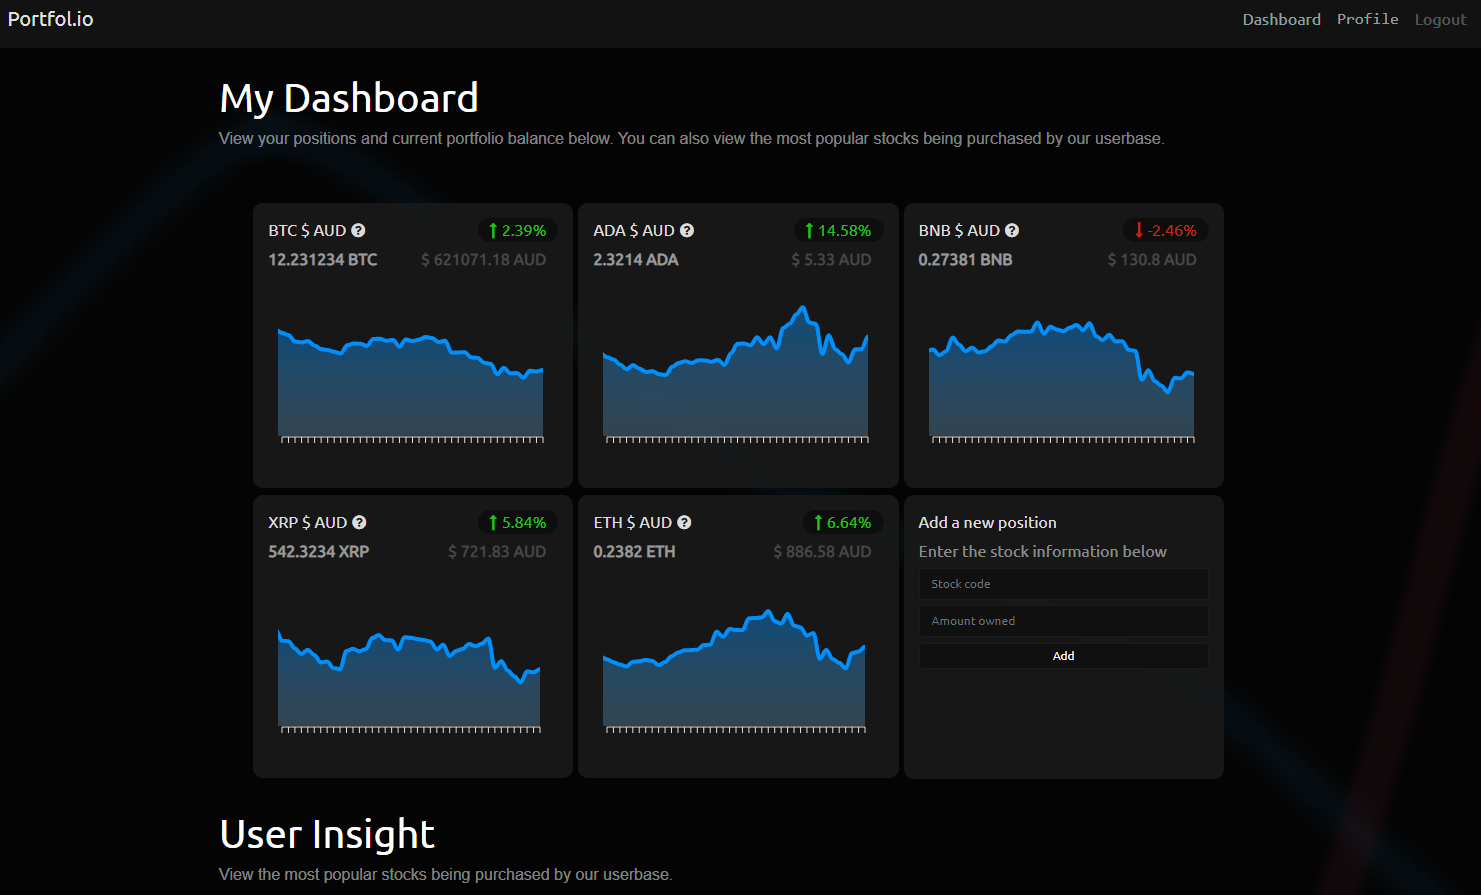 Portfol.io
Dashboard Profile Logout
My Dashboard
View your positions and current portfolio balance below. You can also view the most popular stocks being purchased by our userbase.
BTC $ AUD 2.39%
12.231234 BTC $ 621071.18 AUD
ADA $ AUD 14.58%
2.3214 ADA $ 5.33 AUD
BNB $ AUD -2.46%
0.27381 BNB $ 130.8 AUD
XRP $ AUD 5.84%
542.3234 XRP $ 721.83 AUD
ETH $ AUD 6.64%
0.2382 ETH $ 886.58 AUD
Add a new position
Enter the stock information below
Stock code
Amount owned
Add
User Insight
View the most popular stocks being purchased by our userbase.